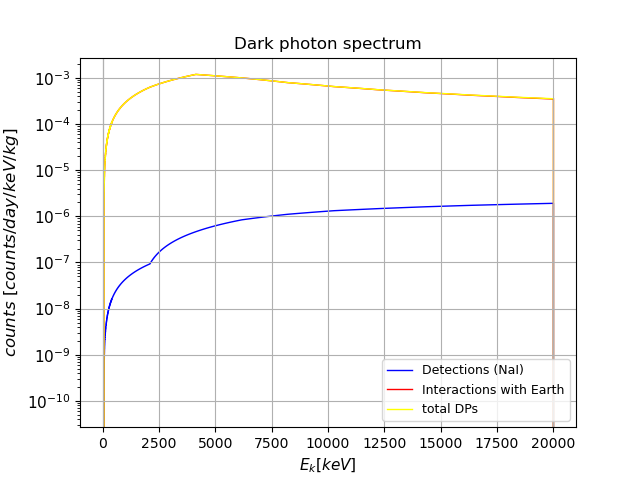 Dark photon spectrum
counts [counts/day/keV/kg]
10⁻³
10⁻⁴
10⁻⁵
10⁻⁶
10⁻⁷
10⁻⁸
10⁻⁹
10⁻¹⁰
Detections (NaI)
Interactions with Earth
total DPs
0 2500 5000 7500 10000 12500 15000 17500 20000
E_k[keV]